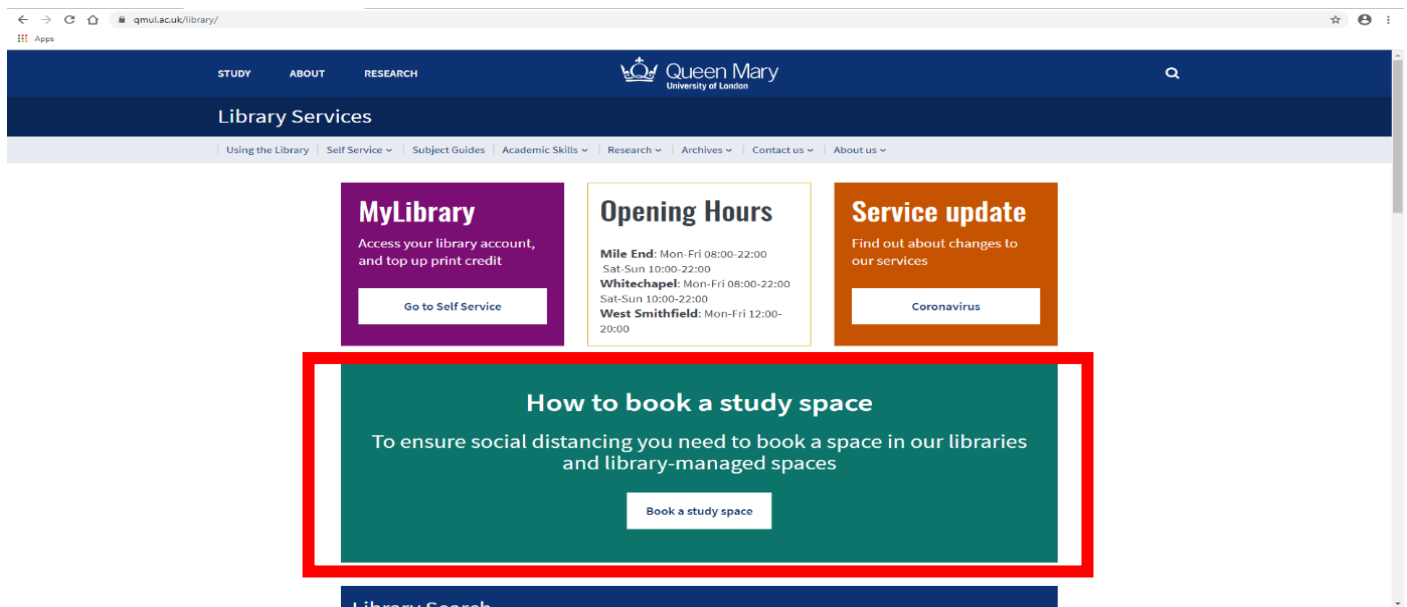 qmul.ac.uk/library/
Apps
STUDY ABOUT RESEARCH
Queen Mary
University of London
Library Services
Using the Library Self Service Subject Guides Academic Skills Research Archives Contact us About us
MyLibrary
Access your library account,
and top up print credit
Go to Self Service
Opening Hours
Mile End: Mon-Fri 08:00-22:00
Sat-Sun 10:00-22:00
Whitechapel: Mon-Fri 08:00-22:00
Sat-Sun 10:00-22:00
West Smithfield: Mon-Fri 12:00-
20:00
Service update
Find out about changes to
our services
Coronavirus
How to book a study space
To ensure social distancing you need to book a space in our libraries
and library-managed spaces
Book a study space
Library Search